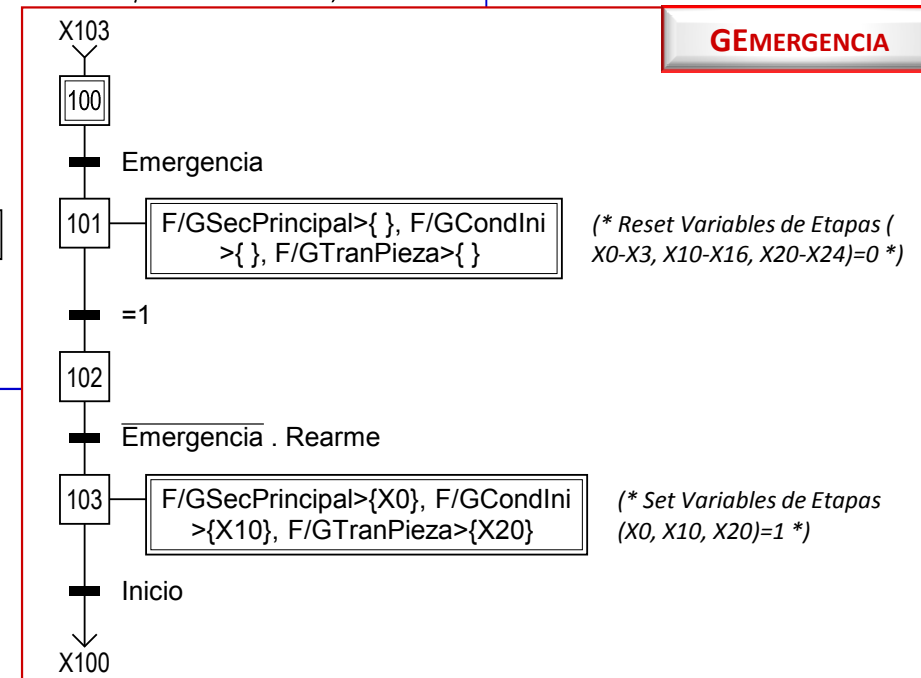 X103
GEMERGENCIA
100
Emergencia
101
F/GSecPrincipal>{ }, F/GCondIni
>{ }, F/GTranPieza>{ }
(* Reset Variables de Etapas (
X0-X3, X10-X16, X20-X24)=0 *)
=1
102
Emergencia . Rearme
103
F/GSecPrincipal>{X0}, F/GCondIni
>{X10}, F/GTranPieza>{X20}
(* Set Variables de Etapas
(X0, X10, X20)=1 *)
Inicio
X100